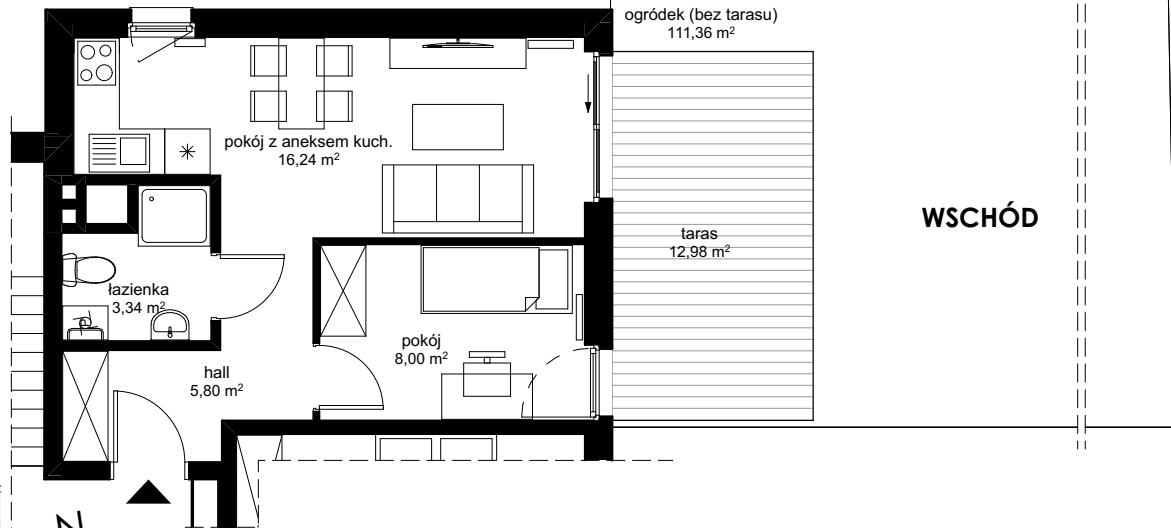 ogródek (bez tarasu)
111,36 m²
pokój z aneksem kuch.
16,24 m²
WSCHÓD
taras
12,98 m²
łazienka
3,34 m²
pokój
8,00 m²
hall
5,80 m²